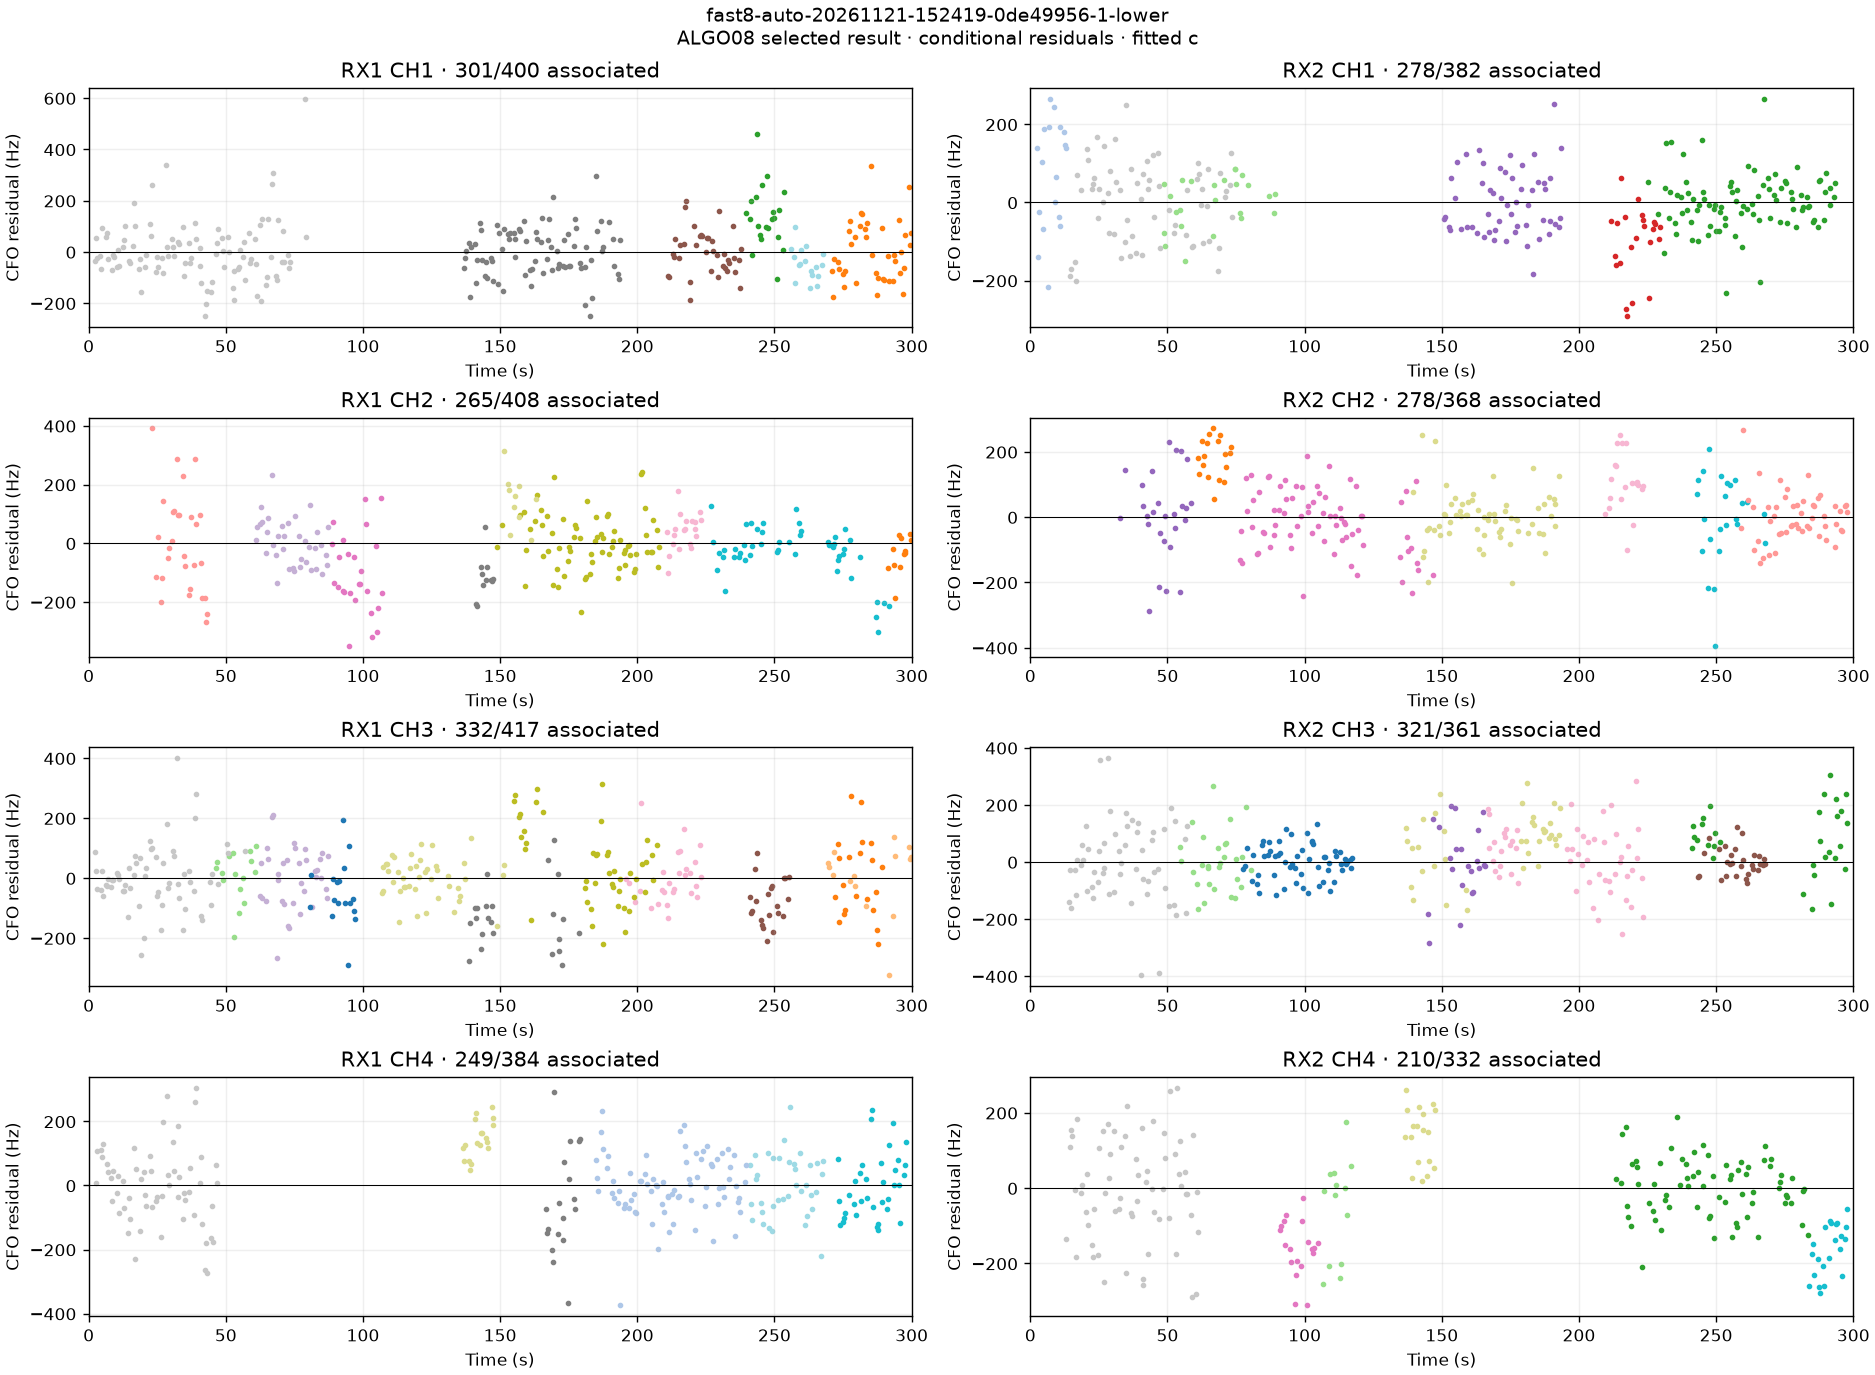 fast8-auto-20261121-152419-0de49956-1-lower
ALGO08 selected result · conditional residuals · fitted c
RX1 CH1 · 301/400 associated
CFO residual (Hz)
600
400
200
0
−200
0 50 100 150 200 250 300
Time (s)
RX2 CH1 · 278/382 associated
CFO residual (Hz)
200
0
−200
0 50 100 150 200 250 300
Time (s)
RX1 CH2 · 265/408 associated
CFO residual (Hz)
400
200
0
−200
0 50 100 150 200 250 300
Time (s)
RX2 CH2 · 278/368 associated
CFO residual (Hz)
200
0
−200
−400
0 50 100 150 200 250 300
Time (s)
RX1 CH3 · 332/417 associated
CFO residual (Hz)
400
200
0
−200
0 50 100 150 200 250 300
Time (s)
RX2 CH3 · 321/361 associated
CFO residual (Hz)
400
200
0
−200
−400
0 50 100 150 200 250 300
Time (s)
RX1 CH4 · 249/384 associated
CFO residual (Hz)
200
0
−200
−400
0 50 100 150 200 250 300
Time (s)
RX2 CH4 · 210/332 associated
CFO residual (Hz)
200
0
−200
0 50 100 150 200 250 300
Time (s)